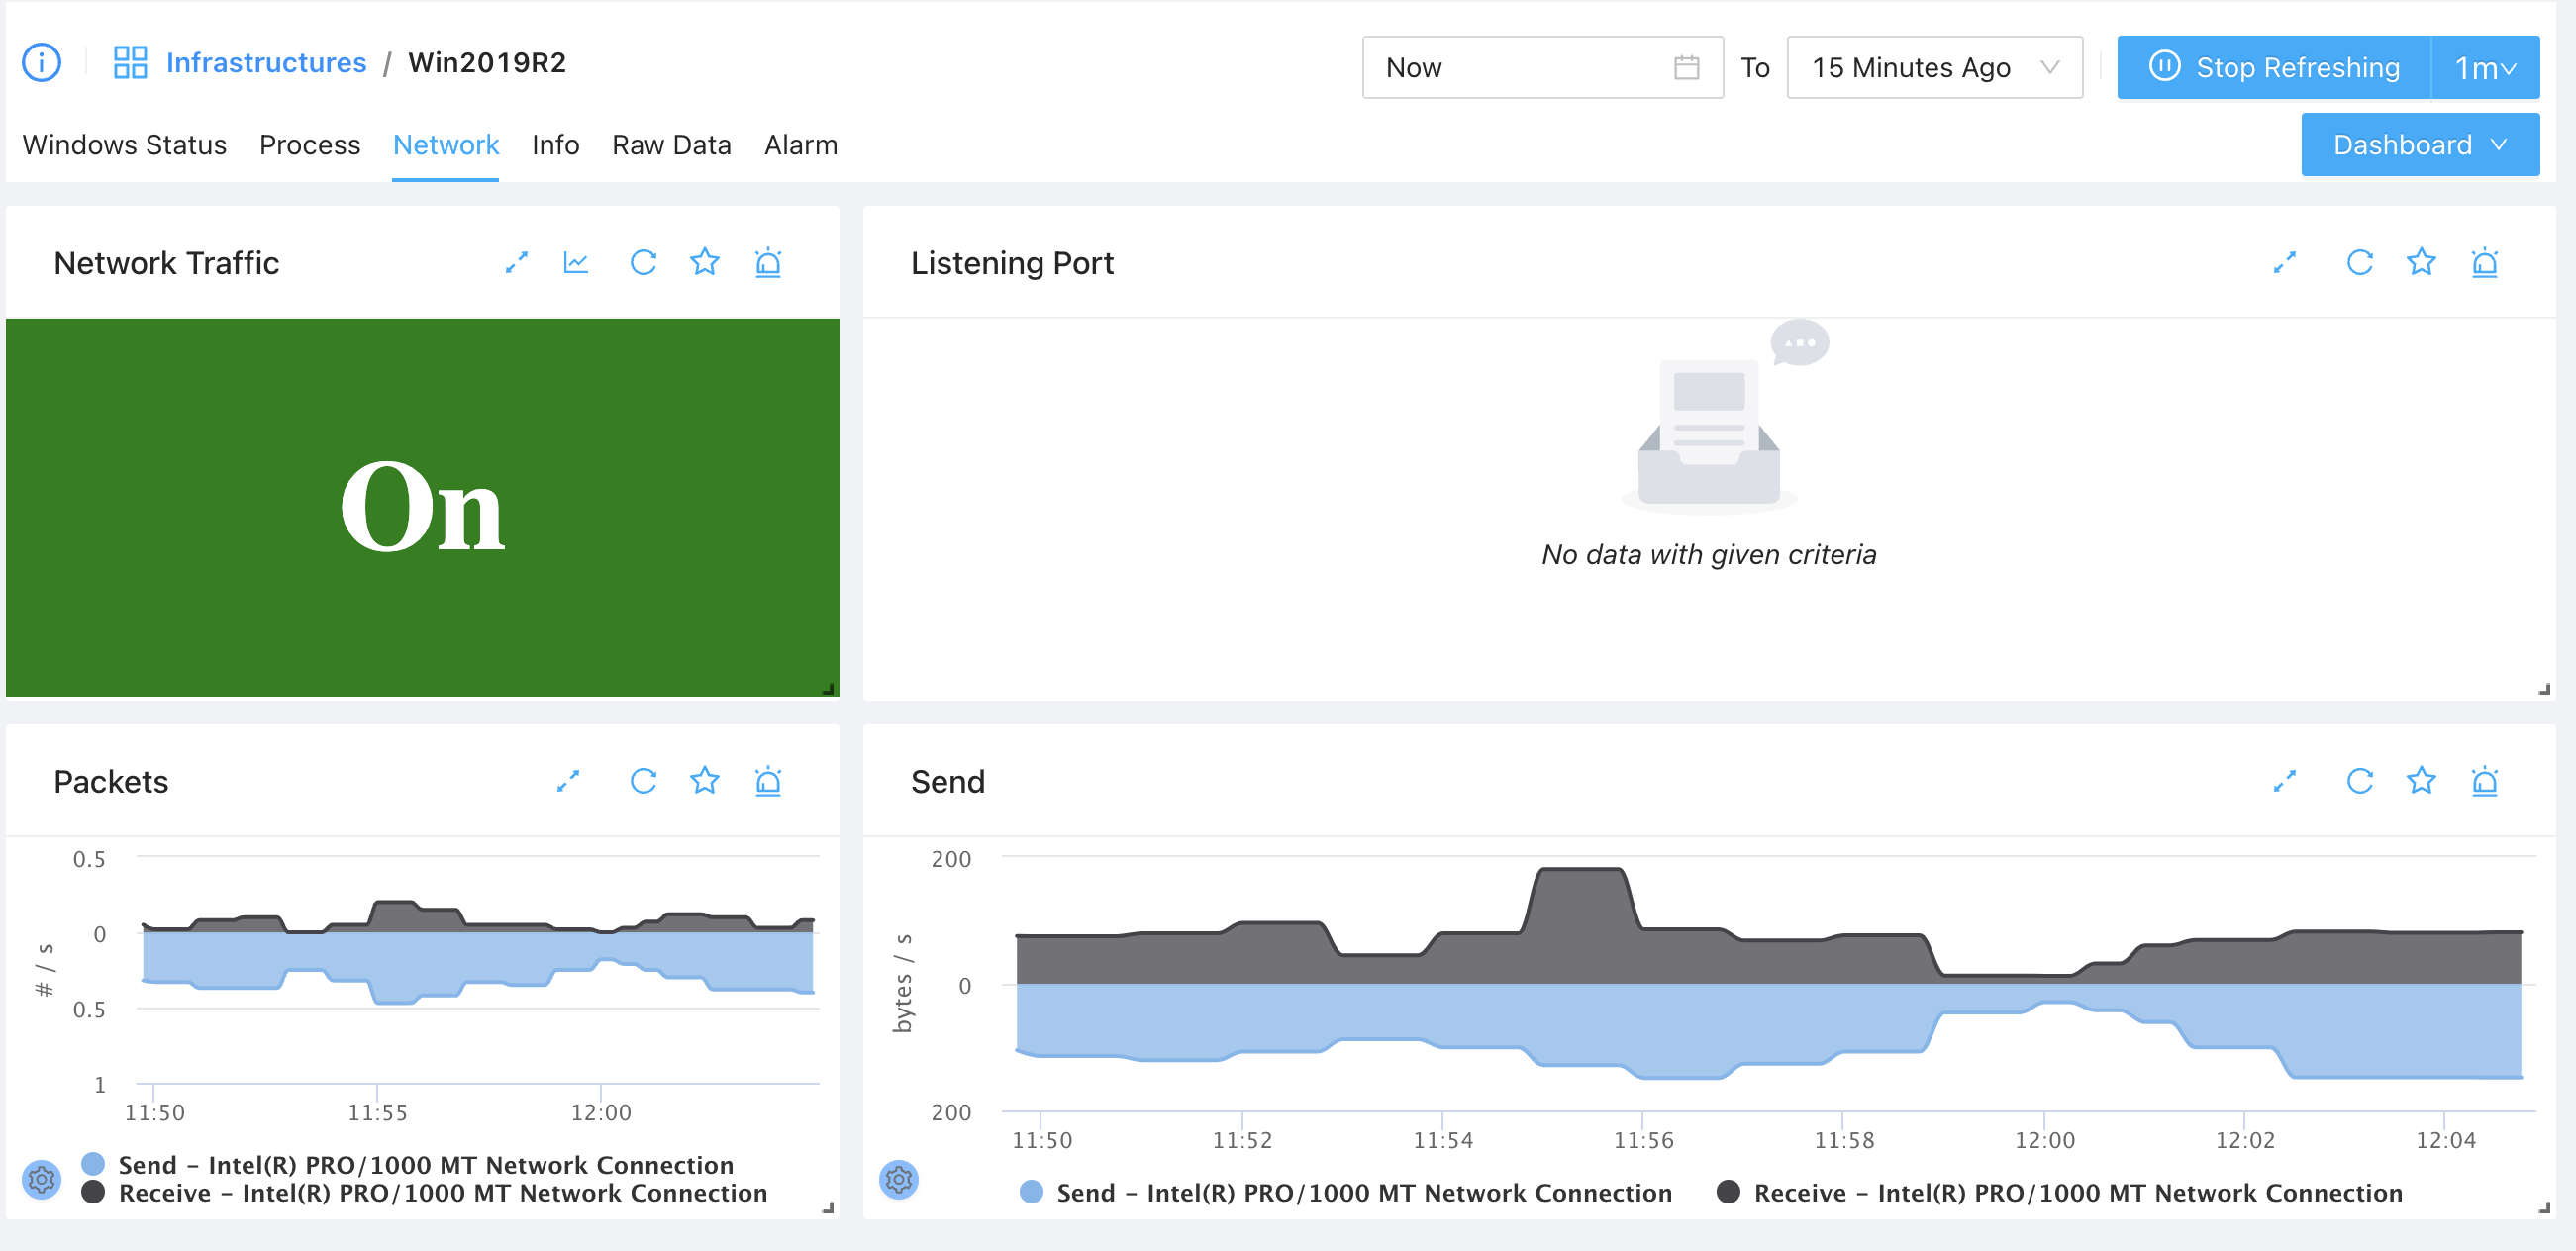 Infrastructures / Win2019R2
Now To 15 Minutes Ago Stop Refreshing 1m
Windows Status Process Network Info Raw Data Alarm
Dashboard
Network Traffic
On
Listening Port
No data with given criteria
Packets
# / s
0.5
0
0.5
1
11:50 11:55 12:00
Send – Intel(R) PRO/1000 MT Network Connection
Receive – Intel(R) PRO/1000 MT Network Connection
Send
bytes / s
200
0
200
11:50 11:52 11:54 11:56 11:58 12:00 12:02 12:04
Send – Intel(R) PRO/1000 MT Network Connection Receive – Intel(R) PRO/1000 MT Network Connection